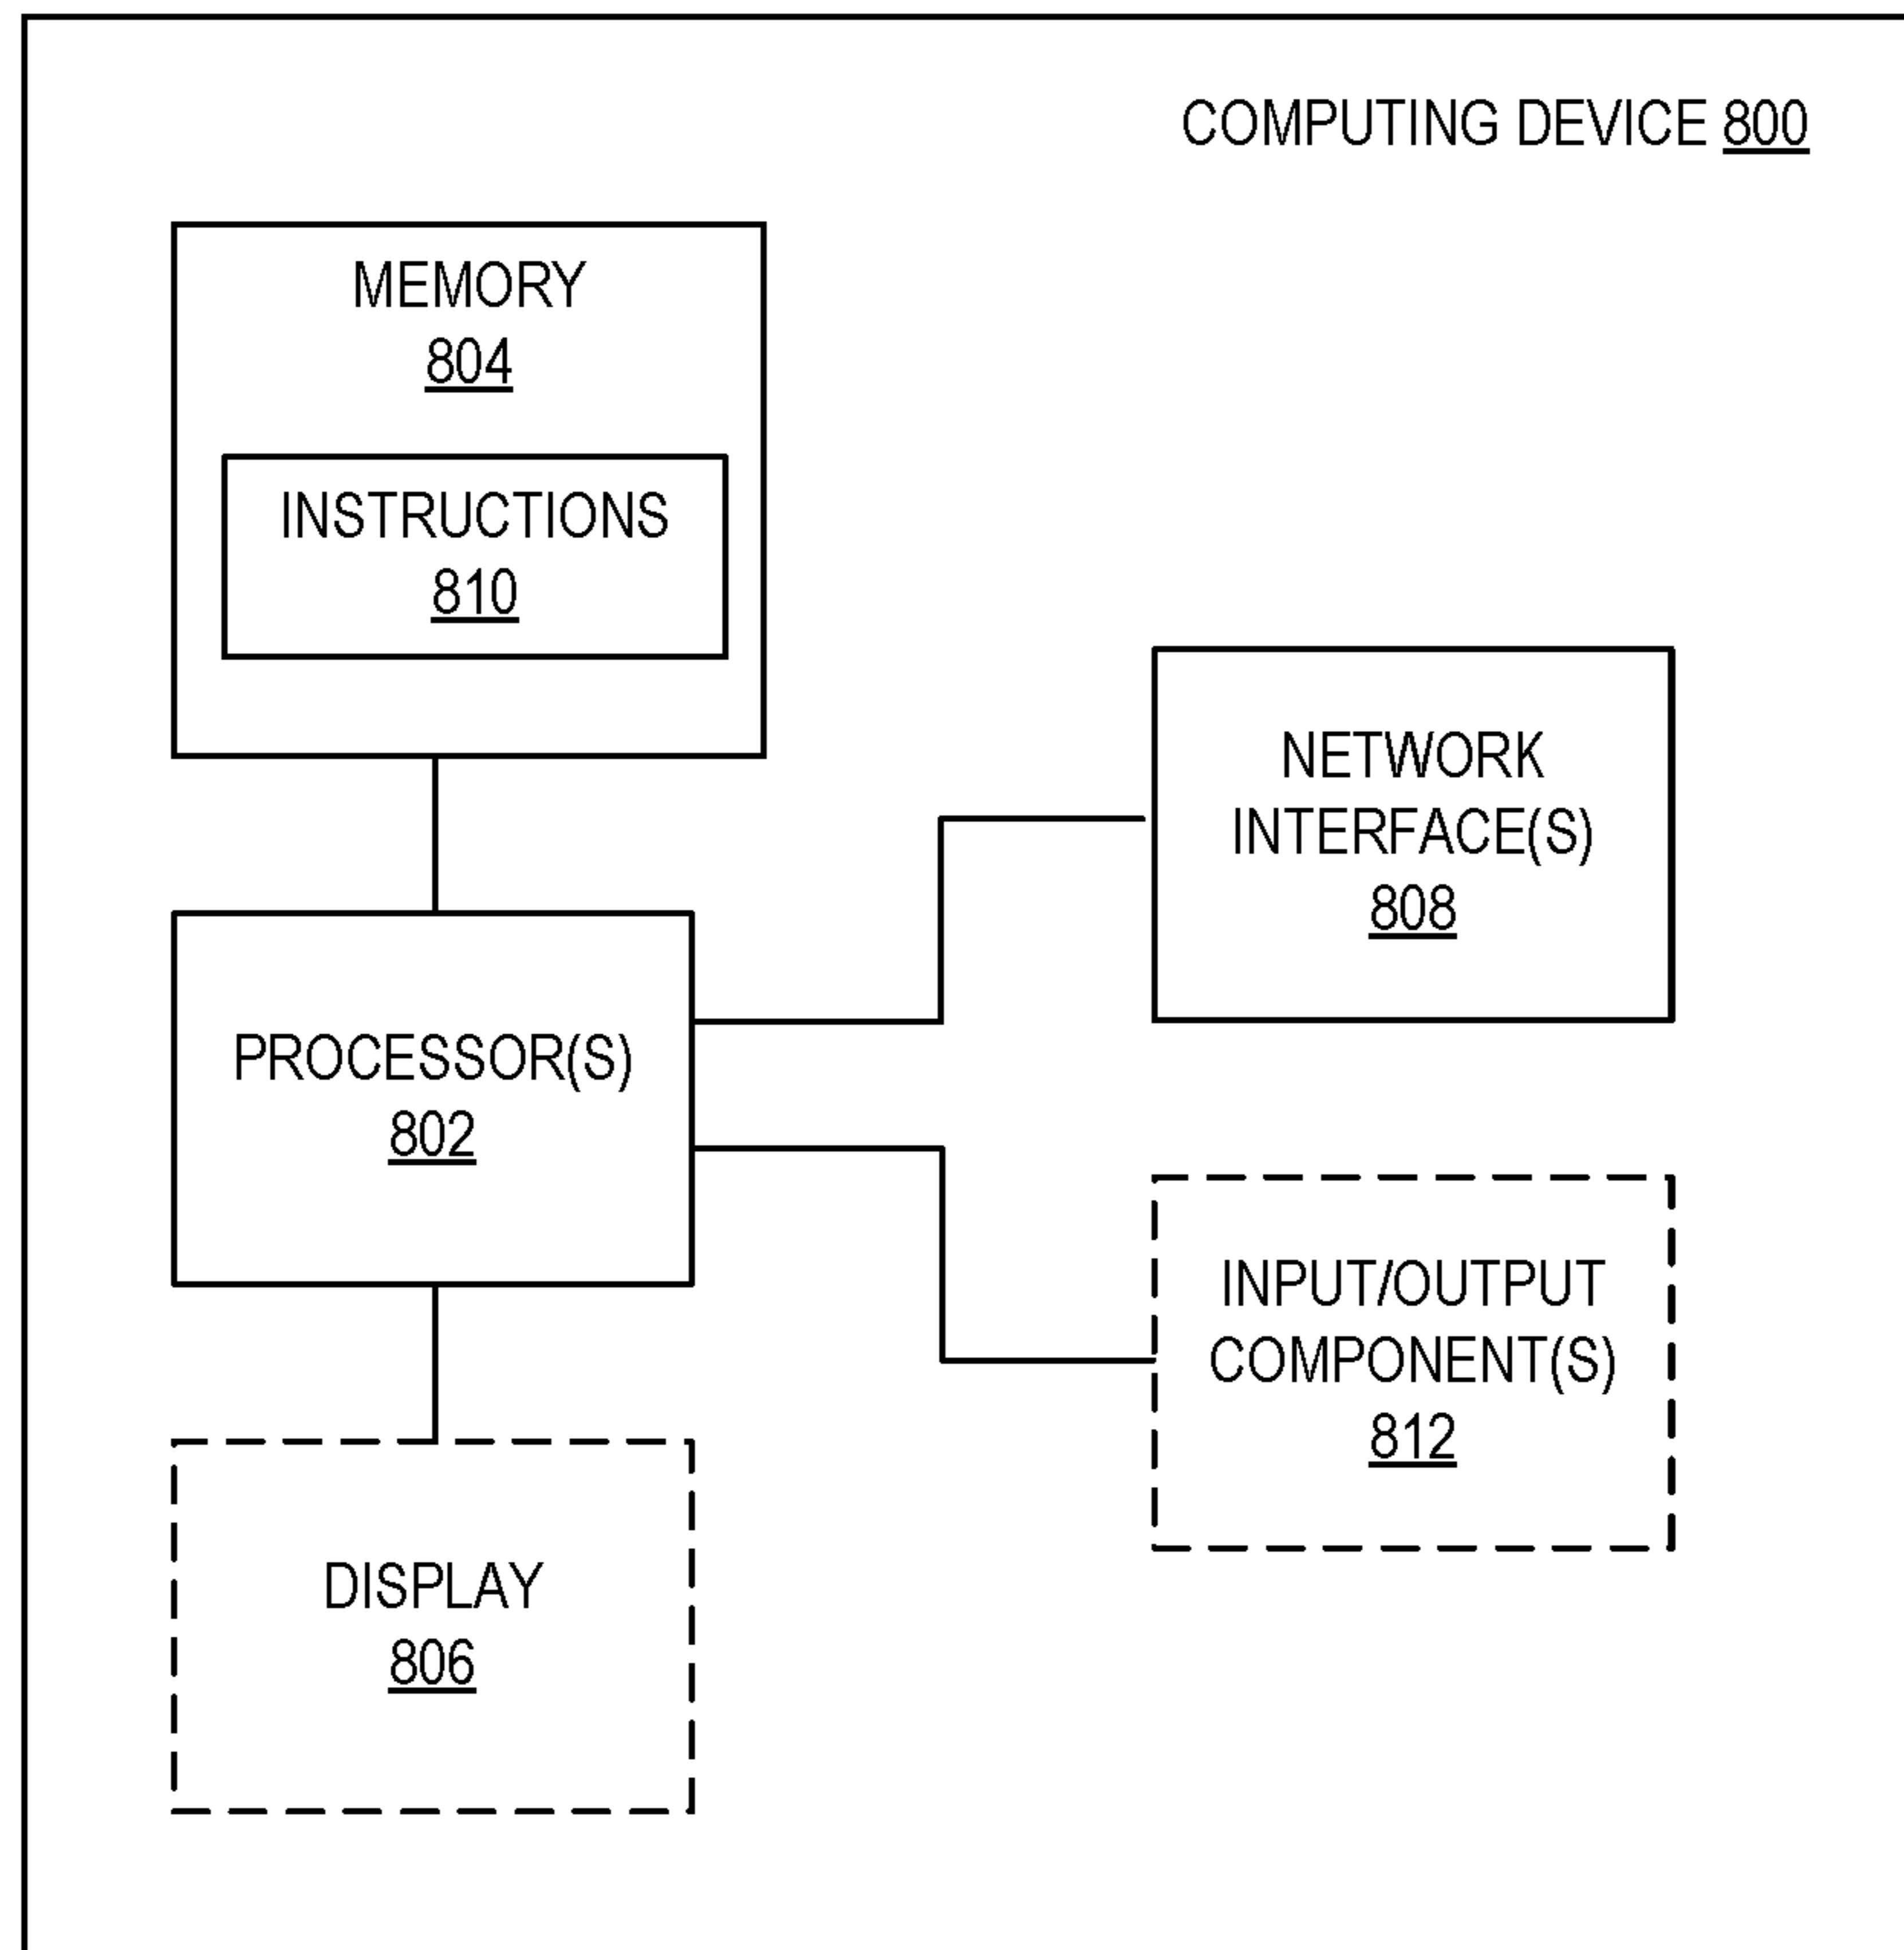 COMPUTING DEVICE 800
MEMORY
804
INSTRUCTIONS
810
NETWORK
INTERFACE(S)
808
PROCESSOR(S)
802
INPUT/OUTPUT
COMPONENT(S)
812
DISPLAY
806